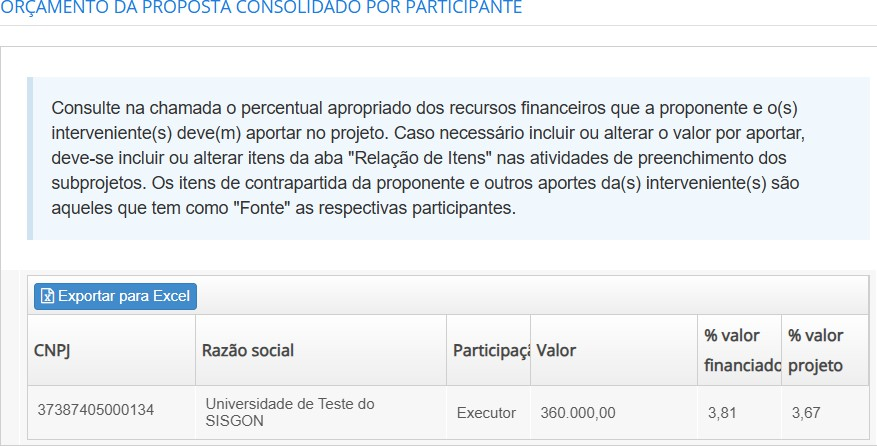 ORÇAMENTO DA PROPOSTA CONSOLIDADO POR PARTICIPANTE
Consulte na chamada o percentual apropriado dos recursos financeiros que a proponente e o(s)
interveniente(s) deve(m) aportar no projeto. Caso necessário incluir ou alterar o valor por aportar,
deve-se incluir ou alterar itens da aba "Relação de Itens" nas atividades de preenchimento dos
subprojetos. Os itens de contrapartida da proponente e outros aportes da(s) interveniente(s) são
aqueles que tem como "Fonte" as respectivas participantes.
Exportar para Excel
CNPJ Razão social Participaçã Valor % valor financiado % valor projeto
37387405000134 Universidade de Teste do SISGON Executor 360.000,00 3,81 3,67